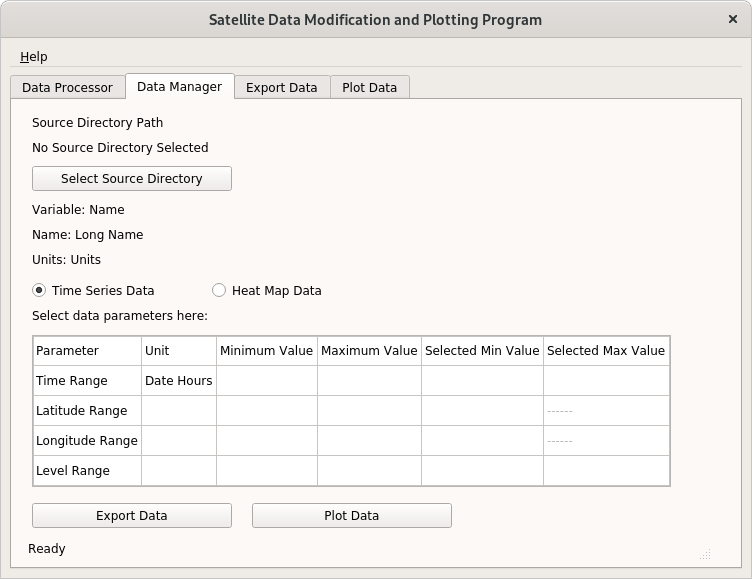 Satellite Data Modification and Plotting Program ×
Help
Data Processor Data Manager Export Data Plot Data
Source Directory Path
No Source Directory Selected
Select Source Directory
Variable: Name
Name: Long Name
Units: Units
Time Series Data Heat Map Data
Select data parameters here:
Parameter Unit Minimum Value Maximum Value Selected Min Value Selected Max Value
Time Range Date Hours
Latitude Range ------
Longitude Range ------
Level Range
Export Data Plot Data
Ready